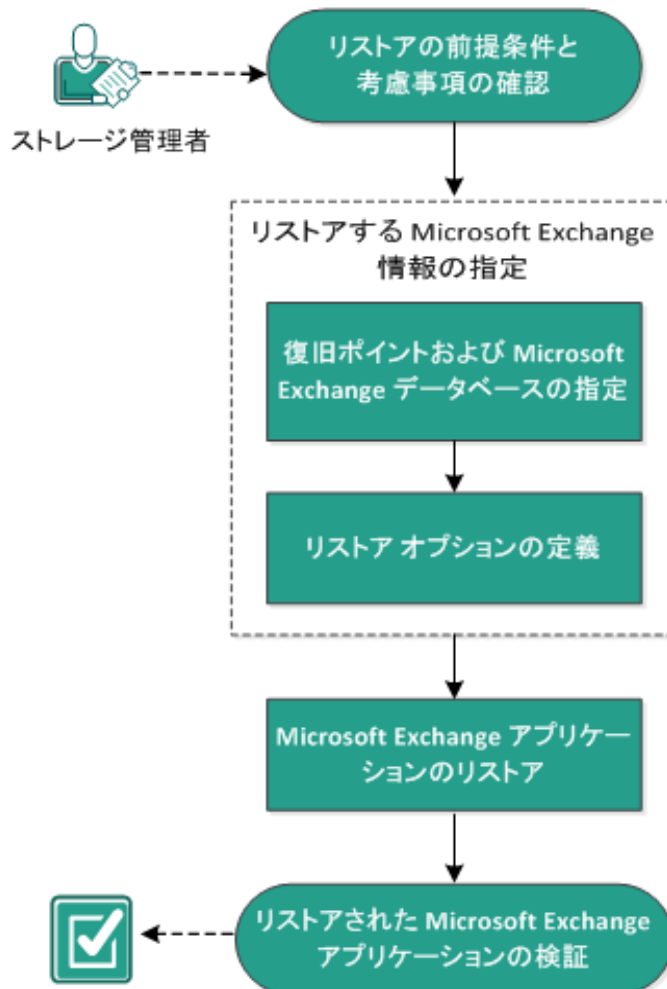 リストアの前提条件と
考慮事項の確認
ストレージ管理者
リストアする Microsoft Exchange
情報の指定
復旧ポイントおよび Microsoft
Exchange データベースの指定
リストア オプションの定義
Microsoft Exchange アプリケー
ションのリストア
リストアされた Microsoft Exchange
アプリケーションの検証